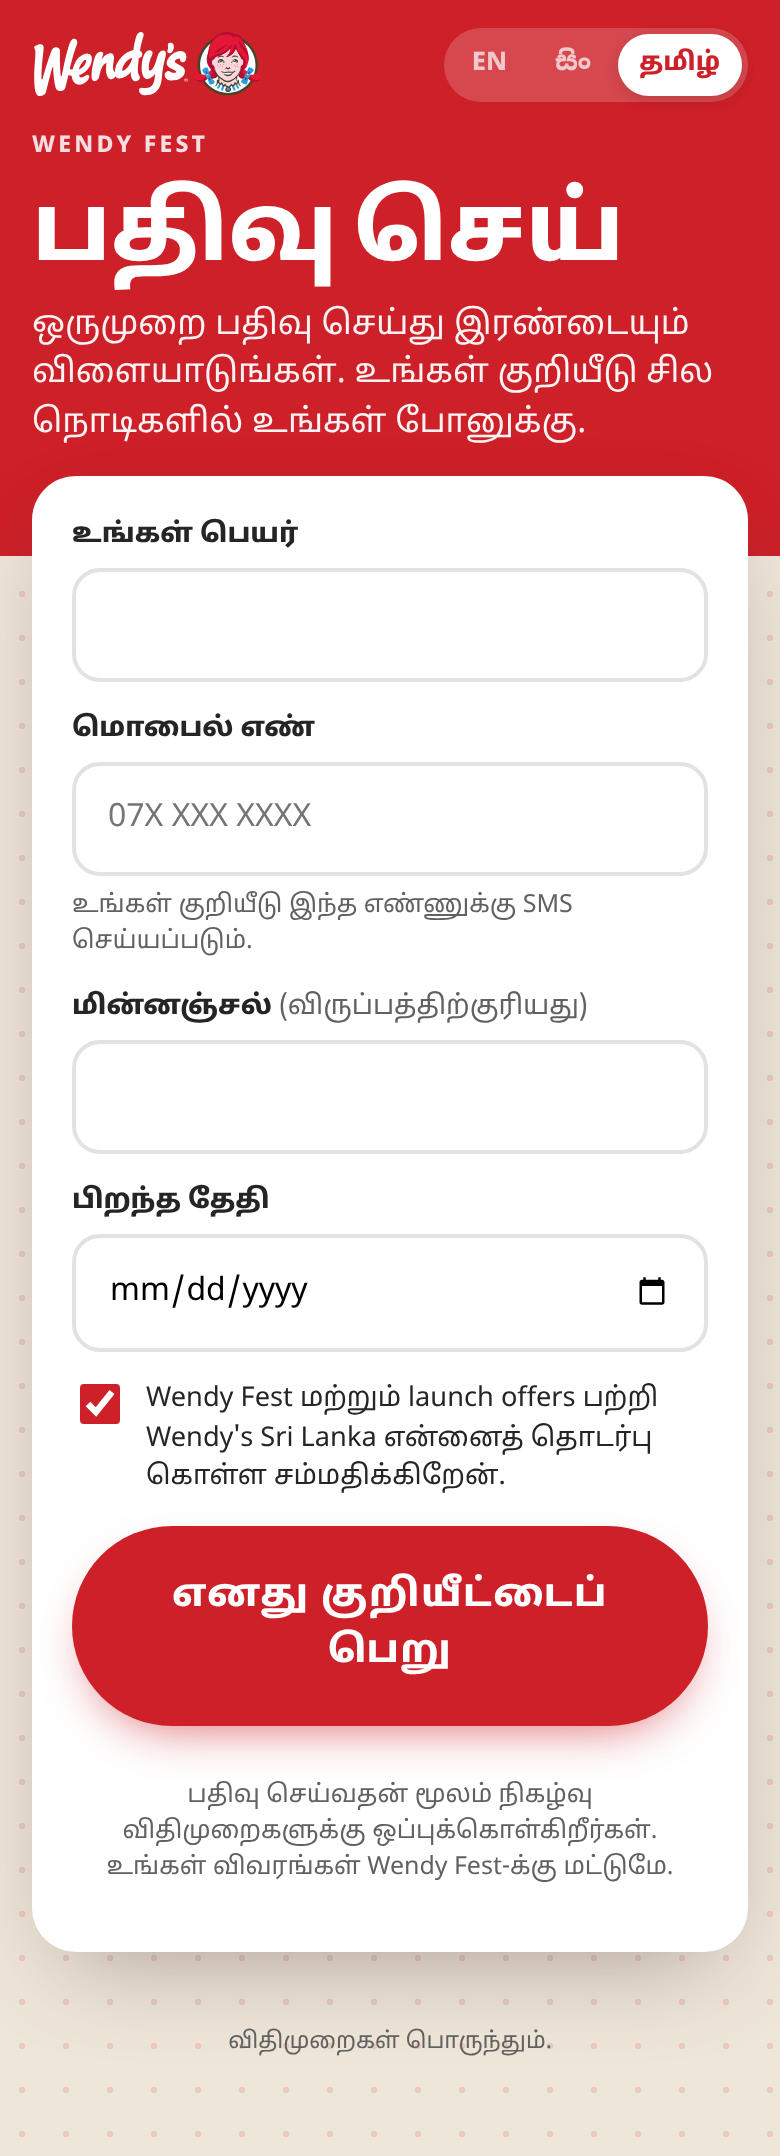 Wendy's
EN සිං தமிழ்
WENDY FEST
பதிவு செய்
ஒருமுறை பதிவு செய்து இரண்டையும்
விளையாடுங்கள். உங்கள் குறியீடு சில
நொடிகளில் உங்கள் போனுக்கு.
உங்கள் பெயர்
மொபைல் எண்
07X XXX XXXX
உங்கள் குறியீடு இந்த எண்ணுக்கு SMS
செய்யப்படும்.
மின்னஞ்சல் (விருப்பத்திற்குரியது)
பிறந்த தேதி
mm/dd/yyyy
Wendy Fest மற்றும் launch offers பற்றி
Wendy's Sri Lanka என்னைத் தொடர்பு
கொள்ள சம்மதிக்கிறேன்.
எனது குறியீட்டைப்
பெறு
பதிவு செய்வதன் மூலம் நிகழ்வு
விதிமுறைகளுக்கு ஒப்புக்கொள்கிறீர்கள்.
உங்கள் விவரங்கள் Wendy Fest-க்கு மட்டுமே.
விதிமுறைகள் பொருந்தும்.